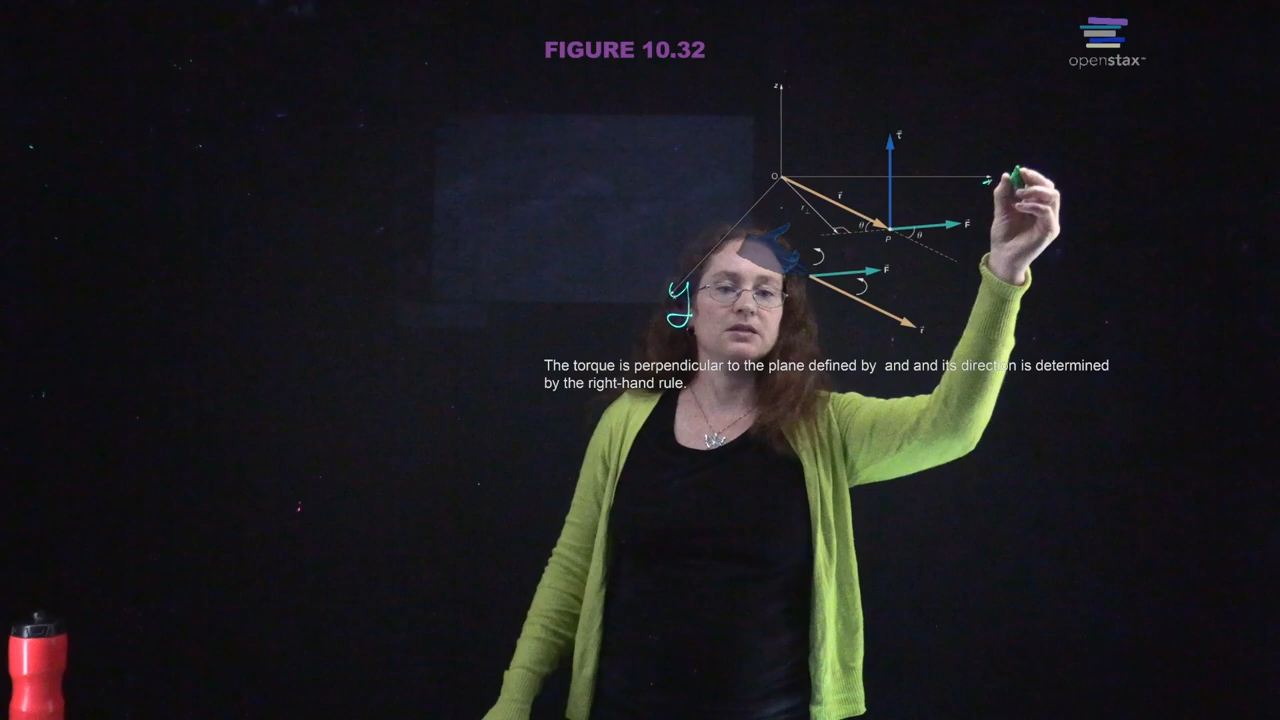 FIGURE 10.32
openstax
z
τ
O
r
r⊥
θ
F
P
θ
F
y
r
The torque is perpendicular to the plane defined by and and its direction is determined
by the right-hand rule.